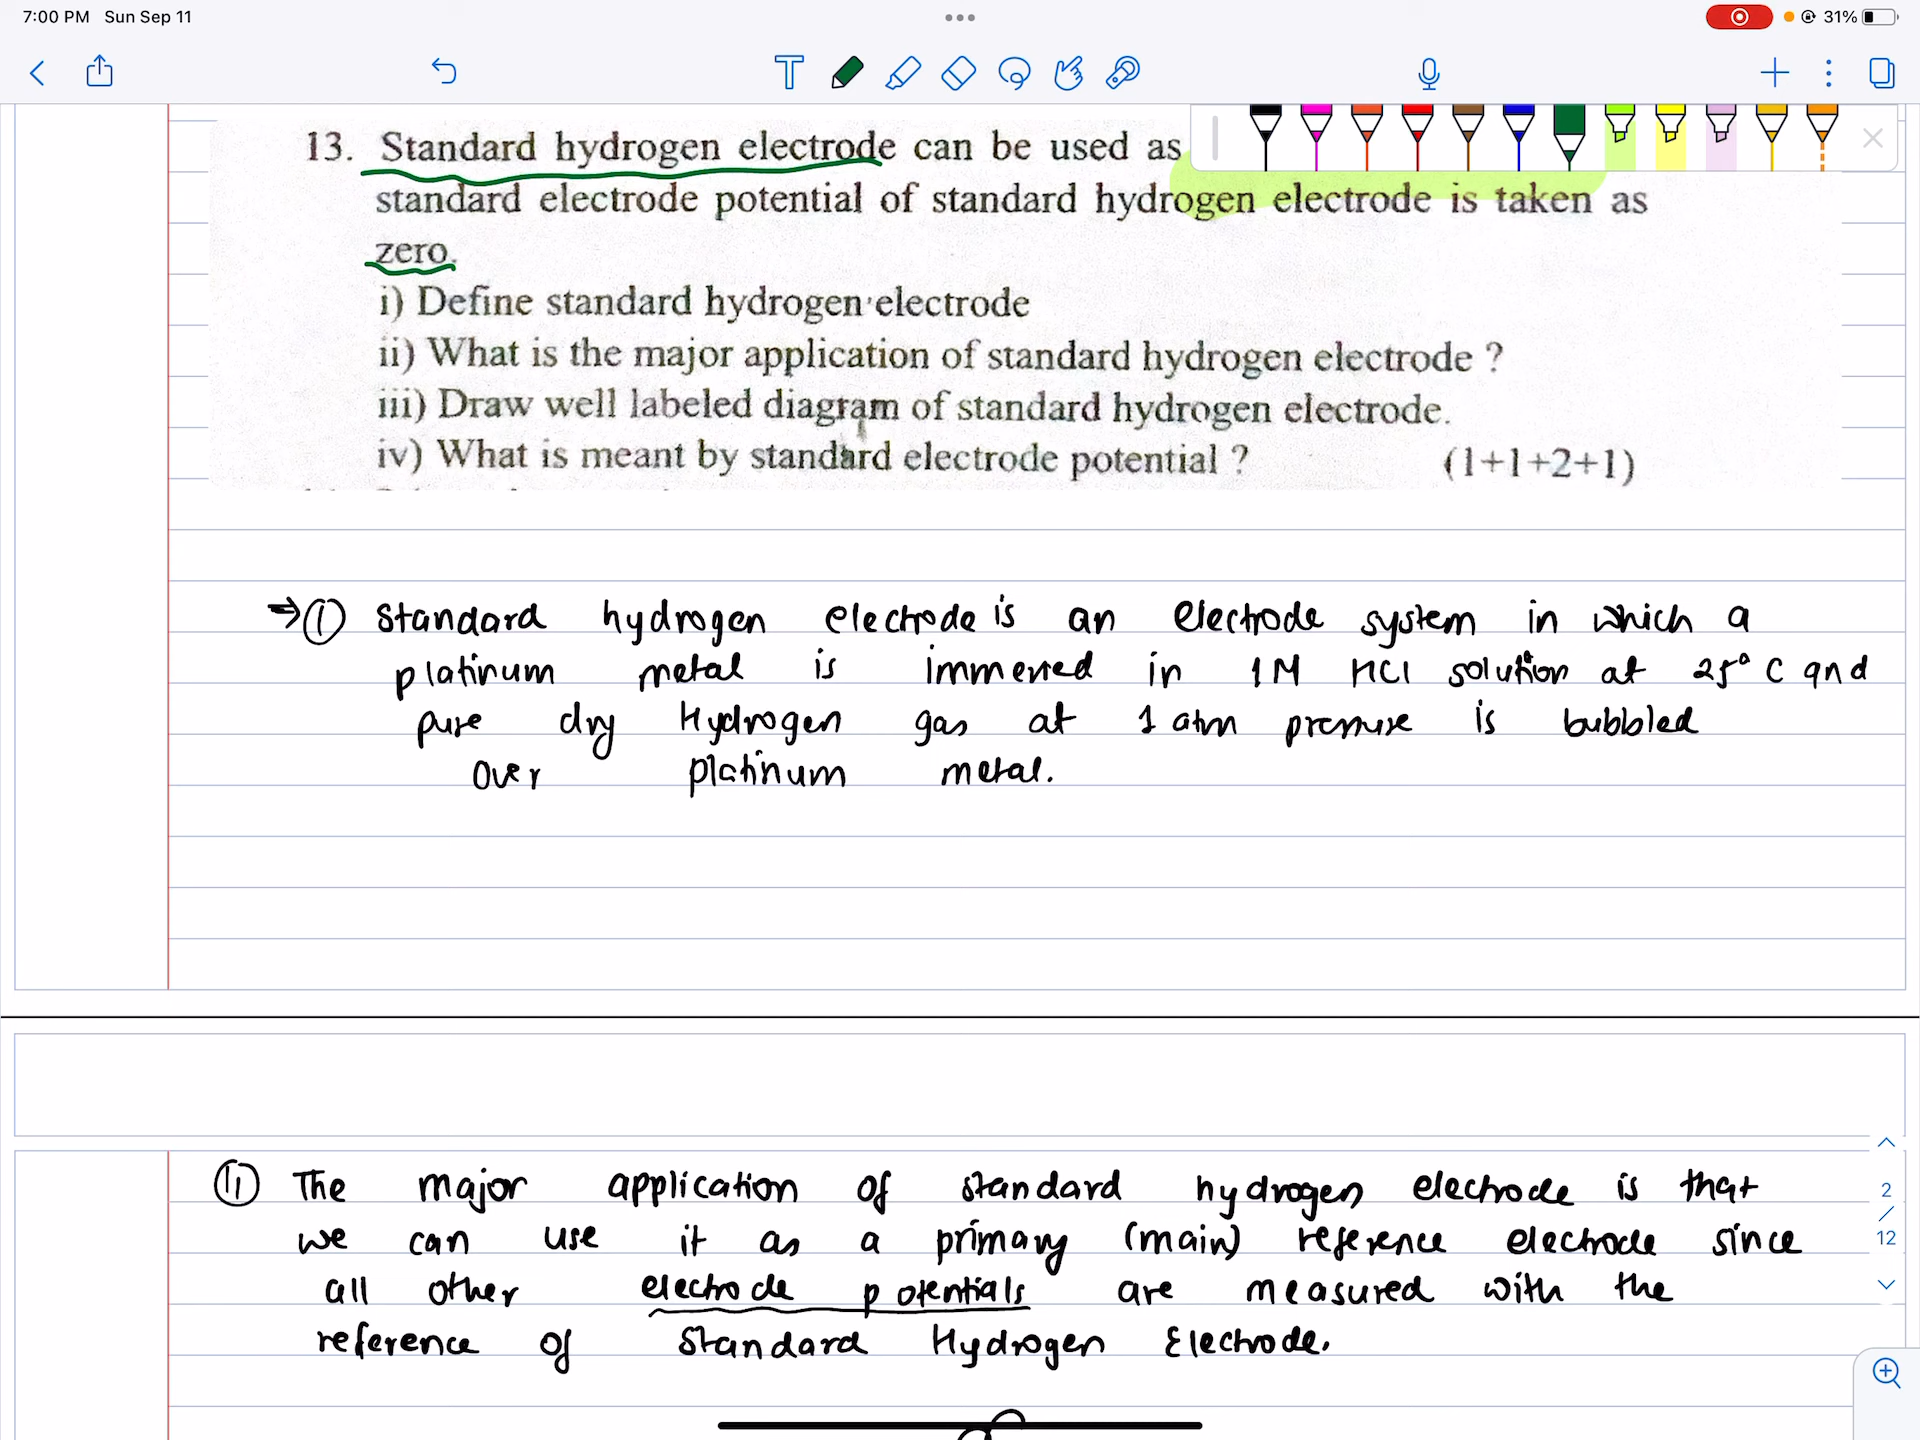 7:00 PM Sun Sep 11
31%
13. Standard hydrogen electrode can be used as
standard electrode potential of standard hydrogen electrode is taken as
zero.
i) Define standard hydrogen electrode
ii) What is the major application of standard hydrogen electrode ?
iii) Draw well labeled diagram of standard hydrogen electrode.
iv) What is meant by standard electrode potential ? (1+1+2+1)
⇒ ① Standard hydrogen electrode is an electrode system in which a
platinum metal is immersed in 1M HCl solution at 25° C and
pure dry Hydrogen gas at 1 atm pressure is bubbled
over platinum metal.
⑪ The major application of standard hydrogen electrode is that
we can use it as a primary (main) reference electrode since
all other electrode potentials are measured with the
reference of Standard Hydrogen Electrode.
2
/
12